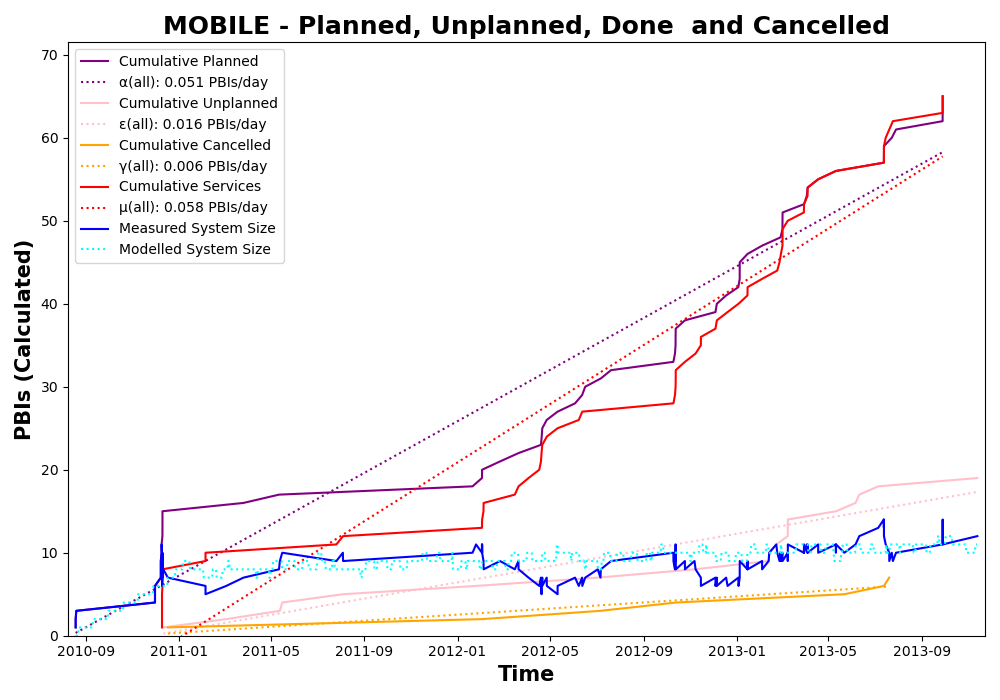 MOBILE - Planned, Unplanned, Done  and Cancelled
PBIs (Calculated)
70
60
50
40
30
20
10
0
Cumulative Planned
α(all): 0.051 PBIs/day
Cumulative Unplanned
ε(all): 0.016 PBIs/day
Cumulative Cancelled
γ(all): 0.006 PBIs/day
Cumulative Services
μ(all): 0.058 PBIs/day
Measured System Size
Modelled System Size
2010-09 2011-01 2011-05 2011-09 2012-01 2012-05 2012-09 2013-01 2013-05 2013-09
Time